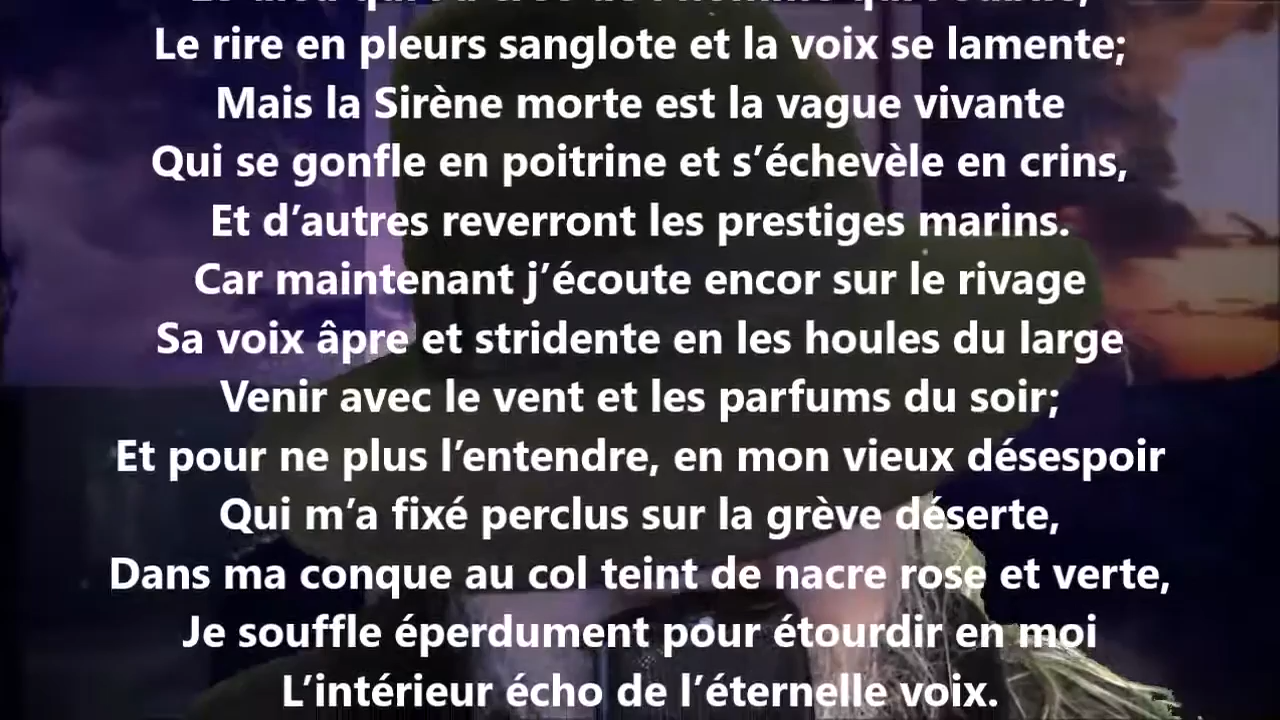 Le rire en pleurs sanglote et la voix se lamente;
Mais la Sirène morte est la vague vivante
Qui se gonfle en poitrine et s’échevèle en crins,
Et d’autres reverront les prestiges marins.
Car maintenant j’écoute encor sur le rivage
Sa voix âpre et stridente en les houles du large
Venir avec le vent et les parfums du soir;
Et pour ne plus l’entendre, en mon vieux désespoir
Qui m’a fixé perclus sur la grève déserte,
Dans ma conque au col teint de nacre rose et verte,
Je souffle éperdument pour étourdir en moi
L’intérieur écho de l’éternelle voix.